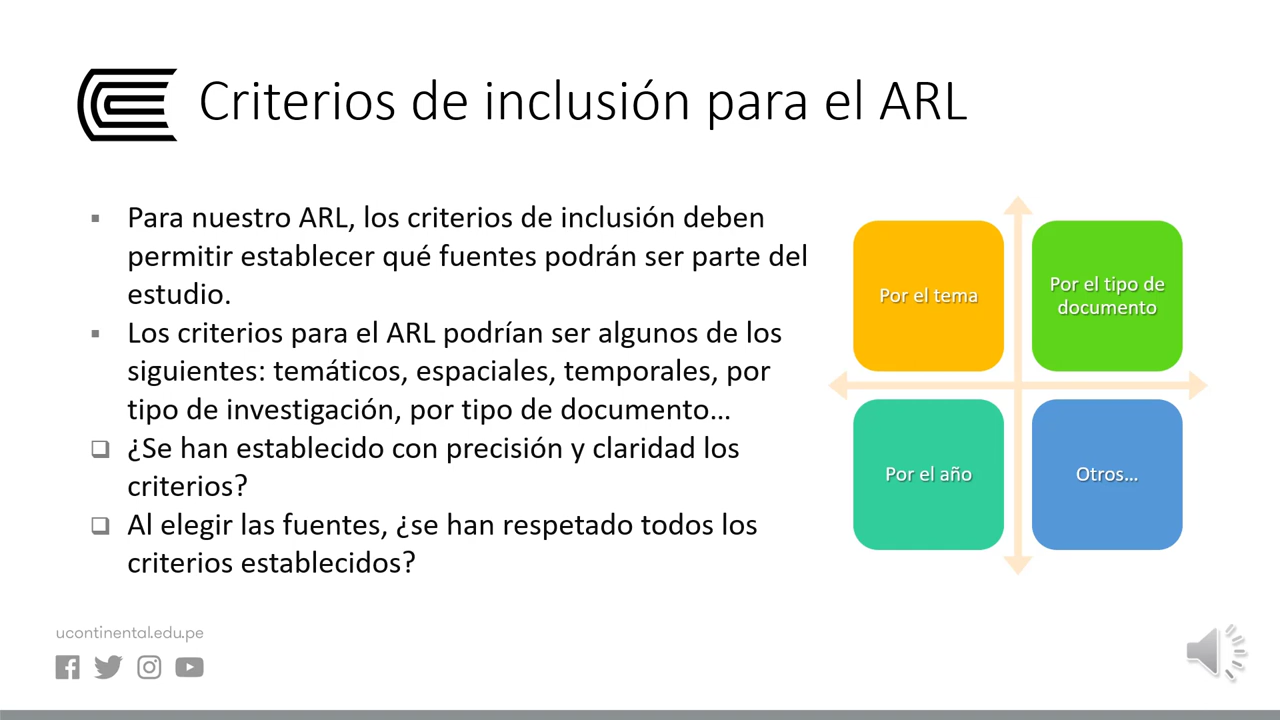 Criterios de inclusión para el ARL
Para nuestro ARL, los criterios de inclusión deben
permitir establecer qué fuentes podrán ser parte del
estudio.
Los criterios para el ARL podrían ser algunos de los
siguientes: temáticos, espaciales, temporales, por
tipo de investigación, por tipo de documento…
¿Se han establecido con precisión y claridad los
criterios?
Al elegir las fuentes, ¿se han respetado todos los
criterios establecidos?
Por el tema
Por el tipo de
documento
Por el año
Otros…
ucontinental.edu.pe